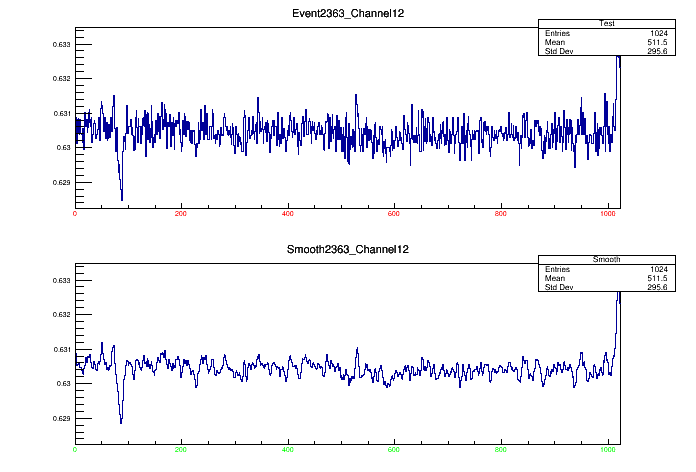 Event2363_Channel12
Test
Entries 1024
Mean 511.5
Std Dev 295.6
0.633
0.632
0.631
0.63
0.629
0 200 400 600 800 1000
Smooth2363_Channel12
Smooth
Entries 1024
Mean 511.5
Std Dev 295.6
0.633
0.632
0.631
0.63
0.629
0 200 400 600 800 1000